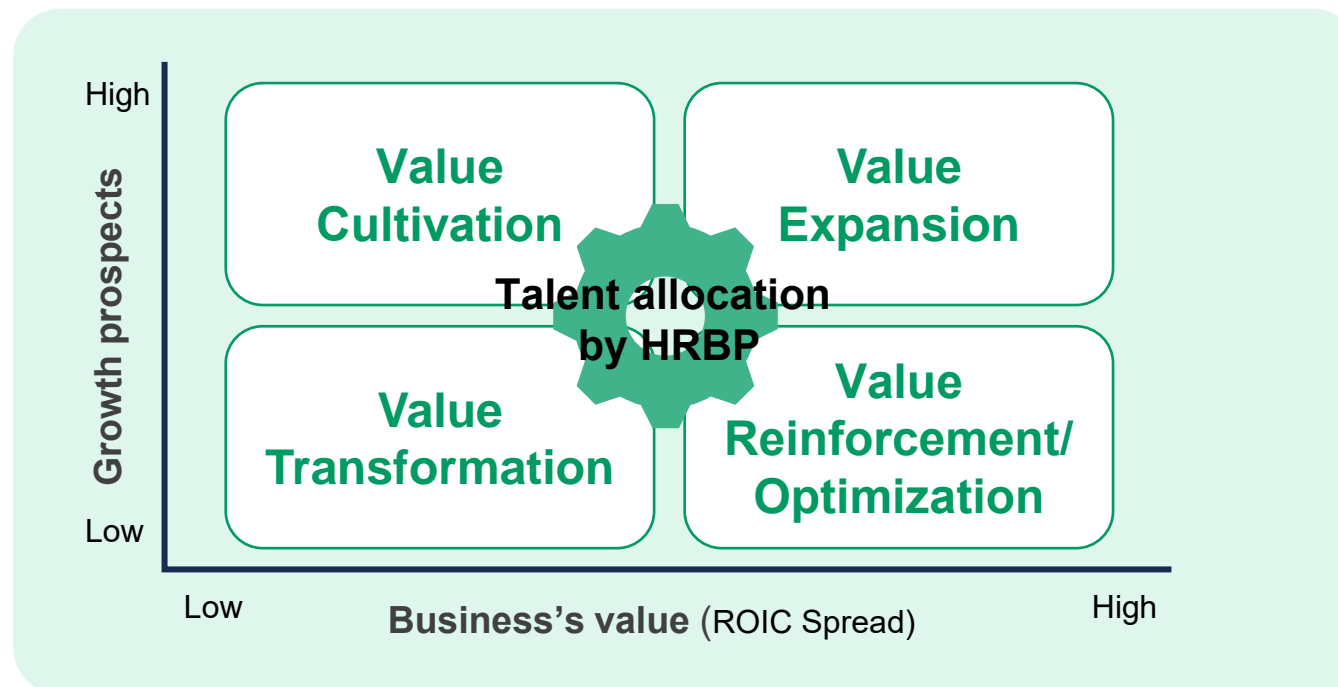 High
Growth prospects
Low
Value
Cultivation
Value
Expansion
Talent allocation
by HRBP
Value
Transformation
Value
Reinforcement/
Optimization
Low
Business’s value (ROIC Spread)
High